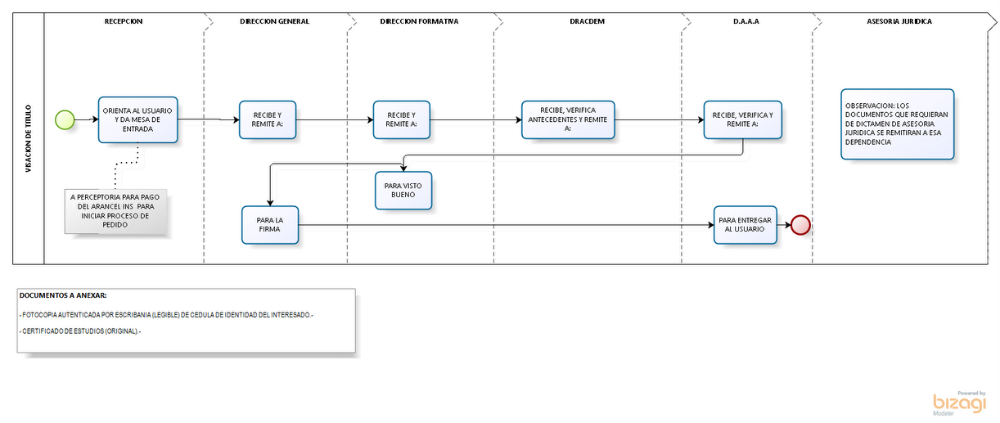 RECEPCION
DIRECCION GENERAL
DIRECCION FORMATIVA
DRACDEM
D.A.A.A
ASESORIA JURIDICA
VISACION DE TITULO
ORIENTA AL USUARIO
Y DA MESA DE
ENTRADA
RECIBE Y
REMITE A:
RECIBE Y
REMITE A:
RECIBE, VERIFICA
ANTECEDENTES Y REMITE
A:
RECIBE, VERIFICA Y
REMITE A:
OBSERVACION: LOS
DOCUMENTOS QUE REQUIERAN
DE DICTAMEN DE ASESORIA
JURIDICA SE REMITIRAN A ESA
DEPENDENCIA
A PERCEPTORIA PARA PAGO
DEL ARANCEL INS PARA
INICIAR PROCESO DE
PEDIDO
PARA VISTO
BUENO
PARA LA
FIRMA
PARA ENTREGAR
AL USUARIO
DOCUMENTOS A ANEXAR:
- FOTOCOPIA AUTENTICADA POR ESCRIBANIA (LEGIBLE) DE CEDULA DE IDENTIDAD DEL INTERESADO.-
- CERTIFICADO DE ESTUDIOS (ORIGINAL).-
Powered by
bizagi
Modeler